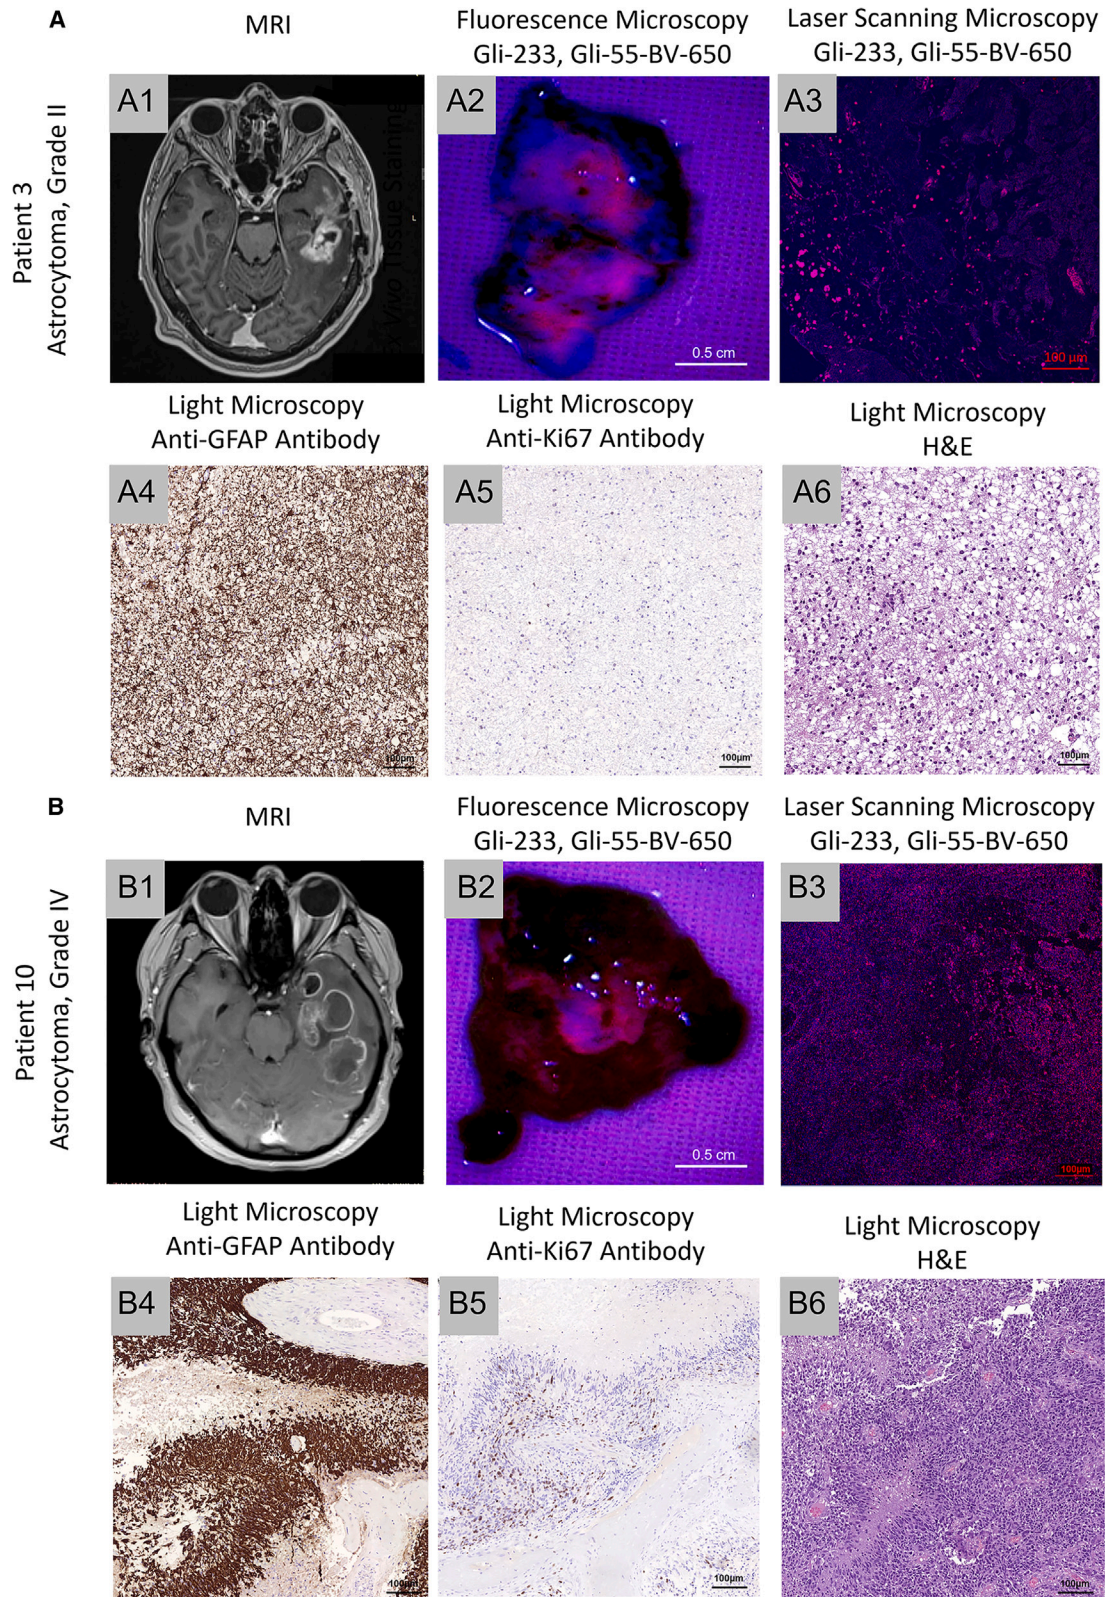 A
MRI
Fluorescence Microscopy
Gli-233, Gli-55-BV-650
Laser Scanning Microscopy
Gli-233, Gli-55-BV-650
Patient 3
Astrocytoma, Grade II
A1
Ex Vivo Tissue Staining
L
A2
0.5 cm
A3
100 µm
Light Microscopy
Anti-GFAP Antibody
Light Microscopy
Anti-Ki67 Antibody
Light Microscopy
H&E
A4
100µm
A5
100µm
A6
100µm
B
MRI
Fluorescence Microscopy
Gli-233, Gli-55-BV-650
Laser Scanning Microscopy
Gli-233, Gli-55-BV-650
Patient 10
Astrocytoma, Grade IV
B1
B2
0.5 cm
B3
100µm
Light Microscopy
Anti-GFAP Antibody
Light Microscopy
Anti-Ki67 Antibody
Light Microscopy
H&E
B4
100µm
B5
100µm
B6
100µm